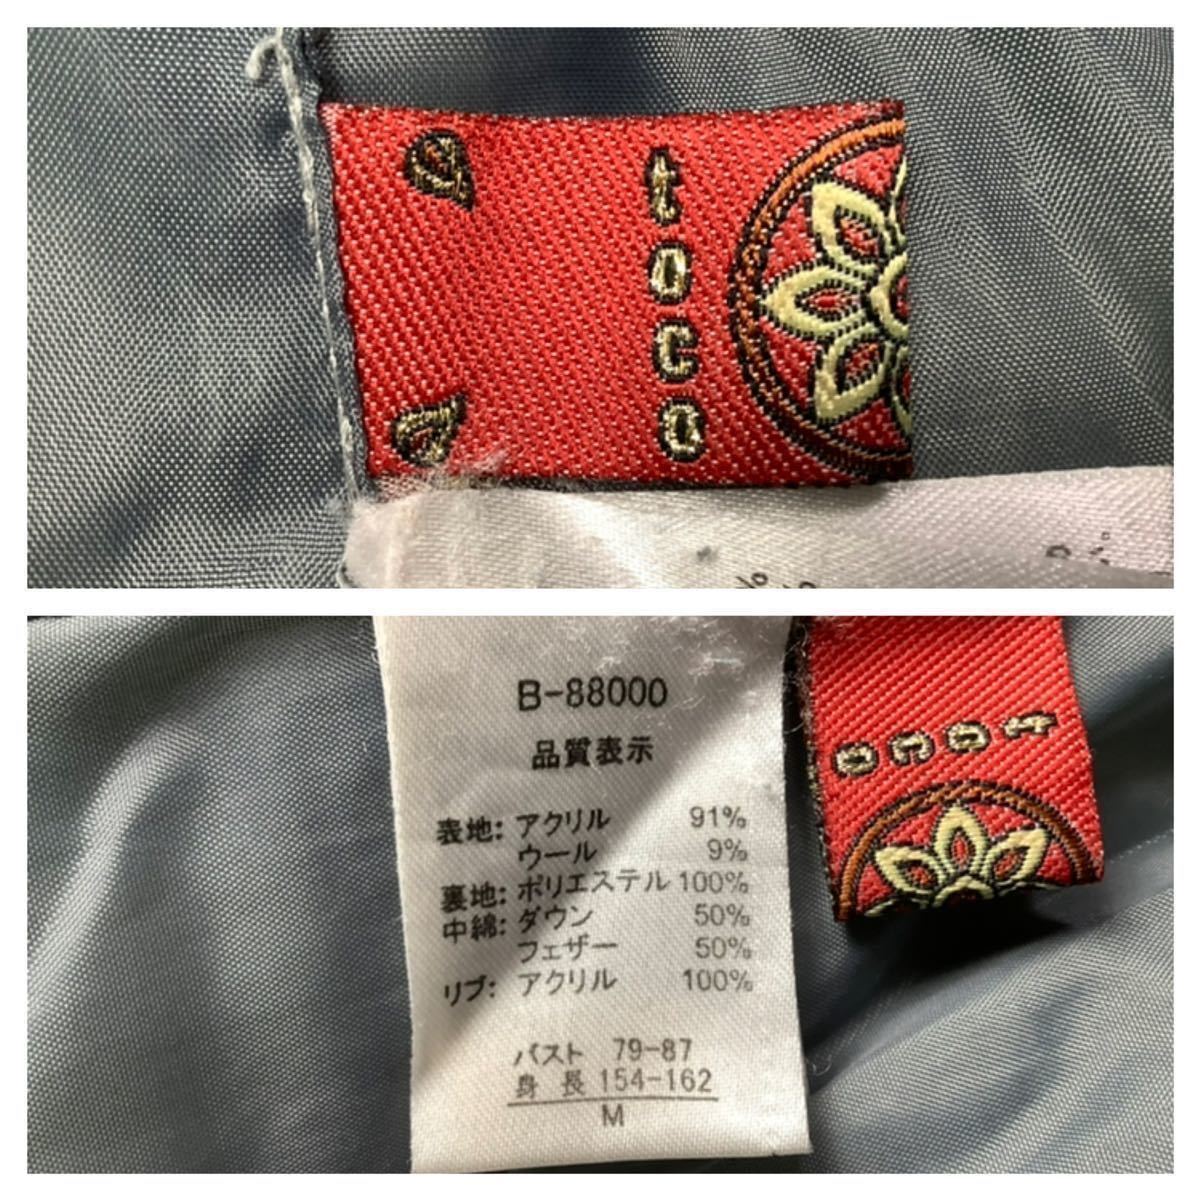 toco
B-88000
品質表示
表地: アクリル 91%
ウール 9%
裏地: ポリエステル 100%
中綿: ダウン 50%
フェザー 50%
リブ: アクリル 100%
バスト 79-87
身長 154-162
M
toco